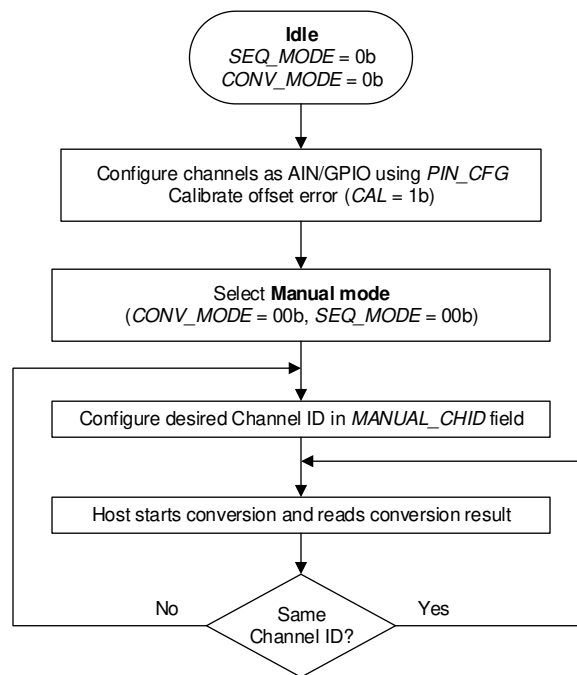 Idle
SEQ_MODE = 0b
CONV_MODE = 0b
Configure channels as AIN/GPIO using PIN_CFG
Calibrate offset error (CAL = 1b)
Select Manual mode
(CONV_MODE = 00b, SEQ_MODE = 00b)
Configure desired Channel ID in MANUAL_CHID field
Host starts conversion and reads conversion result
No
Yes
Same
Channel ID?